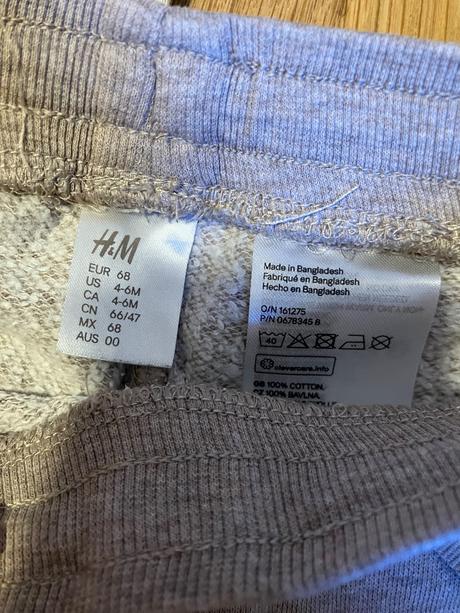 H&M
EUR 68
US 4-6M
CA 4-6M
CN 66/47
MX 68
AUS 00
Made in Bangladesh
Fabriqué en Bangladesh
Hecho en Bangladesh
O/N 161275
P/N 0678345 8
40
clevercare.info
GB 100% COTTON.
CZ 100% BAVLNA.